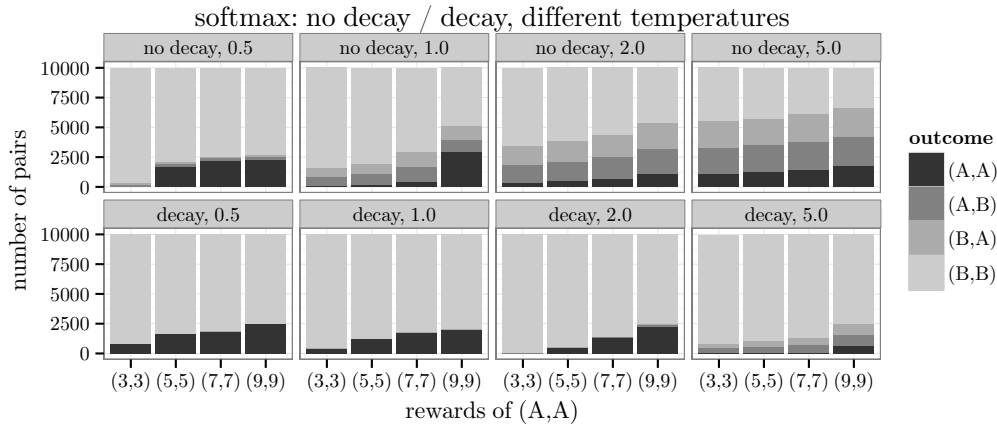 softmax: no decay / decay, different temperatures
no decay, 0.5
no decay, 1.0
no decay, 2.0
no decay, 5.0
10000
7500
5000
2500
0
decay, 0.5
decay, 1.0
decay, 2.0
decay, 5.0
10000
7500
5000
2500
0
number of pairs
number of pairs
(3,3) (5,5) (7,7) (9,9)
(3,3) (5,5) (7,7) (9,9)
(3,3) (5,5) (7,7) (9,9)
(3,3) (5,5) (7,7) (9,9)
rewards of (A,A)
outcome
(A,A)
(A,B)
(B,A)
(B,B)